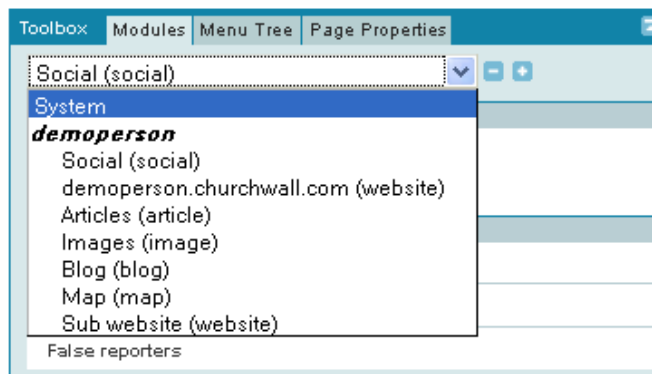 Toolbox Modules Menu Tree Page Properties
Social (social)
System
demoperson
Social (social)
demoperson.churchwall.com (website)
Articles (article)
Images (image)
Blog (blog)
Map (map)
Sub website (website)
False reporters